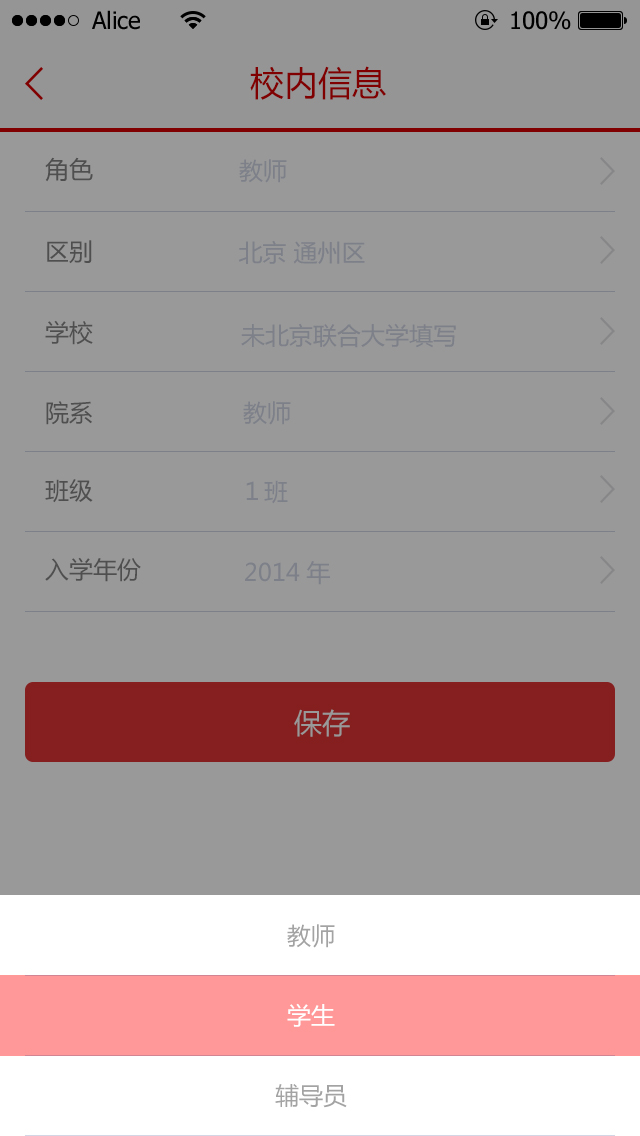 Alice 100%
校内信息
角色 教师
区别 北京 通州区
学校 未北京联合大学填写
院系 教师
班级 1 班
入学年份 2014 年
保存
教师
学生
辅导员